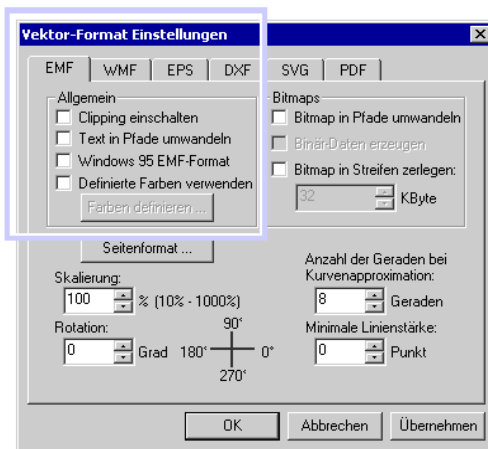 Vektor-Format Einstellungen
EMF WMF EPS DXF SVG PDF
Allgemein
Clipping einschalten
Text in Pfade umwandeln
Windows 95 EMF-Format
Definierte Farben verwenden
Farben definieren ...
Bitmaps
Bitmap in Pfade umwandeln
Binär-Daten erzeugen
Bitmap in Streifen zerlegen:
32 KByte
Seitenformat ...
Skalierung:
100 % (10% - 1000%)
Rotation:
0 Grad 180° 90° 0° 270°
Anzahl der Geraden bei
Kurvenapproximation:
8 Geraden
Minimale Linienstärke:
0 Punkt
OK Abbrechen Übernehmen